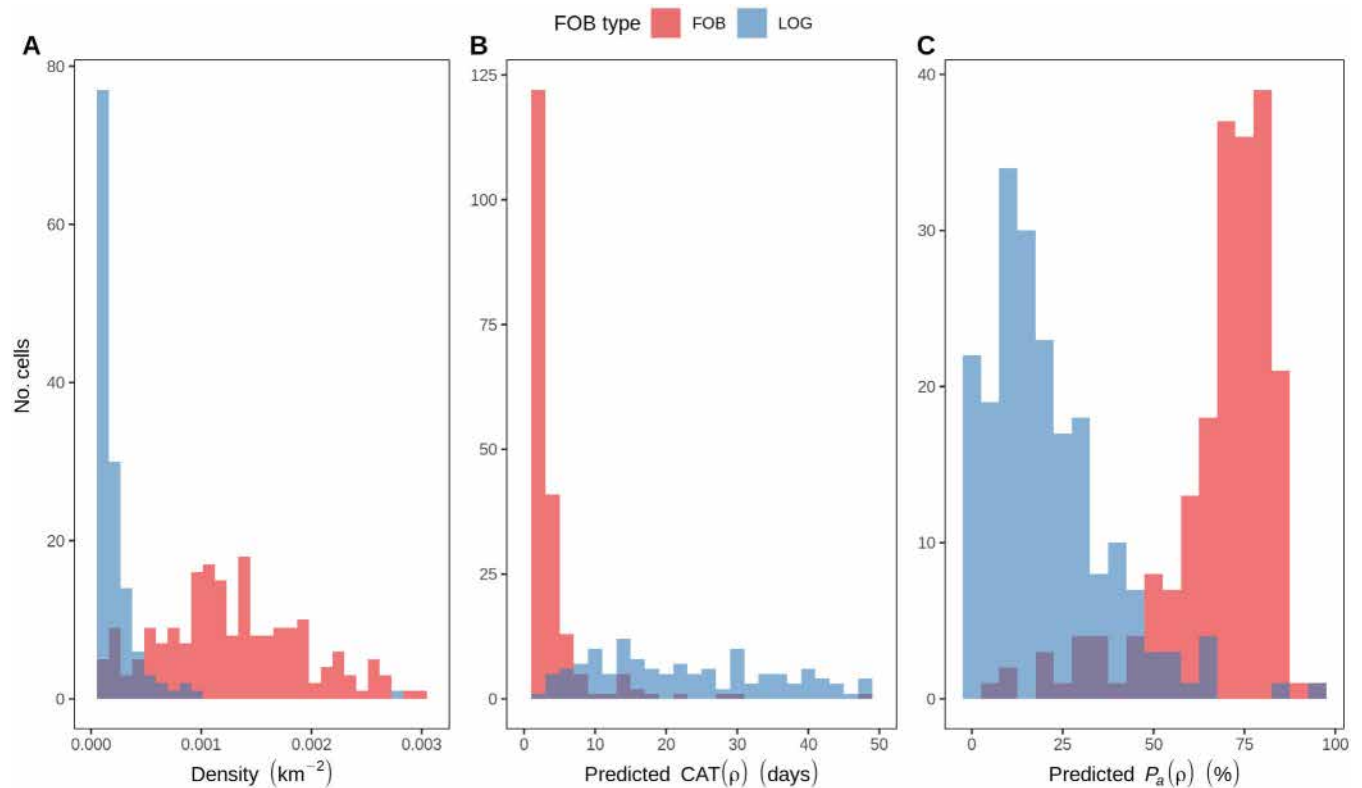 FOB type FOB LOG
A
B
C
No. cells
80
60
40
20
0
0.000 0.001 0.002 0.003
Density (km⁻²)
125
100
75
50
25
0
0 10 20 30 40 50
Predicted CAT(ρ) (days)
40
30
20
10
0
0 25 50 75 100
Predicted Pₐ(ρ) (%)